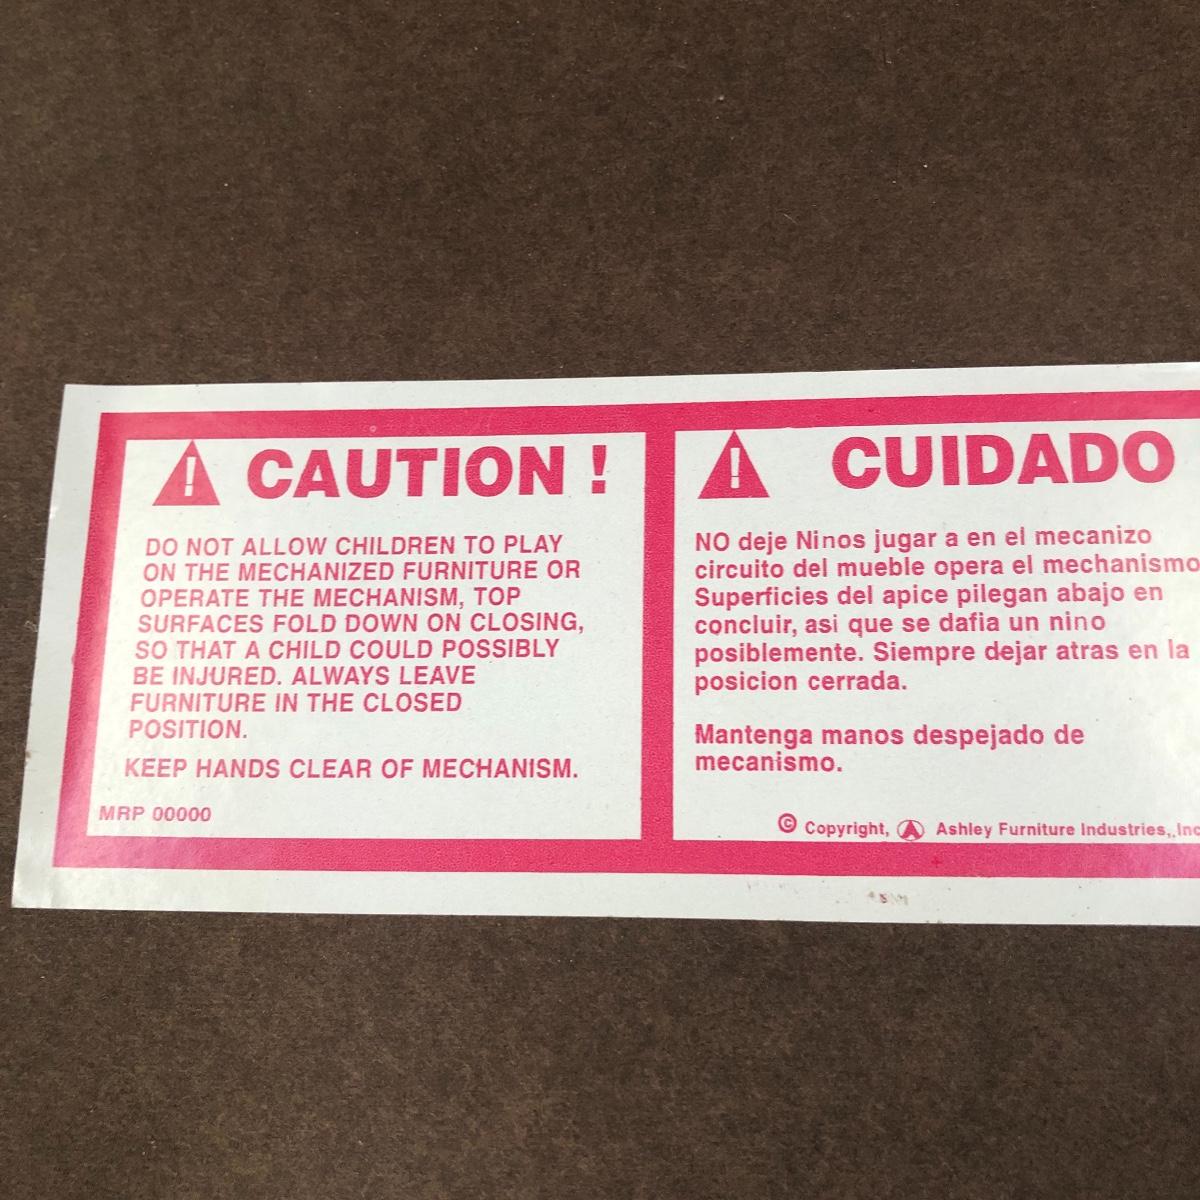 CAUTION !
DO NOT ALLOW CHILDREN TO PLAY
ON THE MECHANIZED FURNITURE OR
OPERATE THE MECHANISM, TOP
SURFACES FOLD DOWN ON CLOSING,
SO THAT A CHILD COULD POSSIBLY
BE INJURED. ALWAYS LEAVE
FURNITURE IN THE CLOSED
POSITION.
KEEP HANDS CLEAR OF MECHANISM.
MRP 00000
CUIDADO
NO deje Ninos jugar a en el mecanizo
circuito del mueble opera el mechanismo
Superficies del apice pilegan abajo en
concluir, asi que se dafia un nino
posiblemente. Siempre dejar atras en la
posicion cerrada.
Mantenga manos despejado de
mecanismo.
© Copyright, Ashley Furniture Industries, Inc